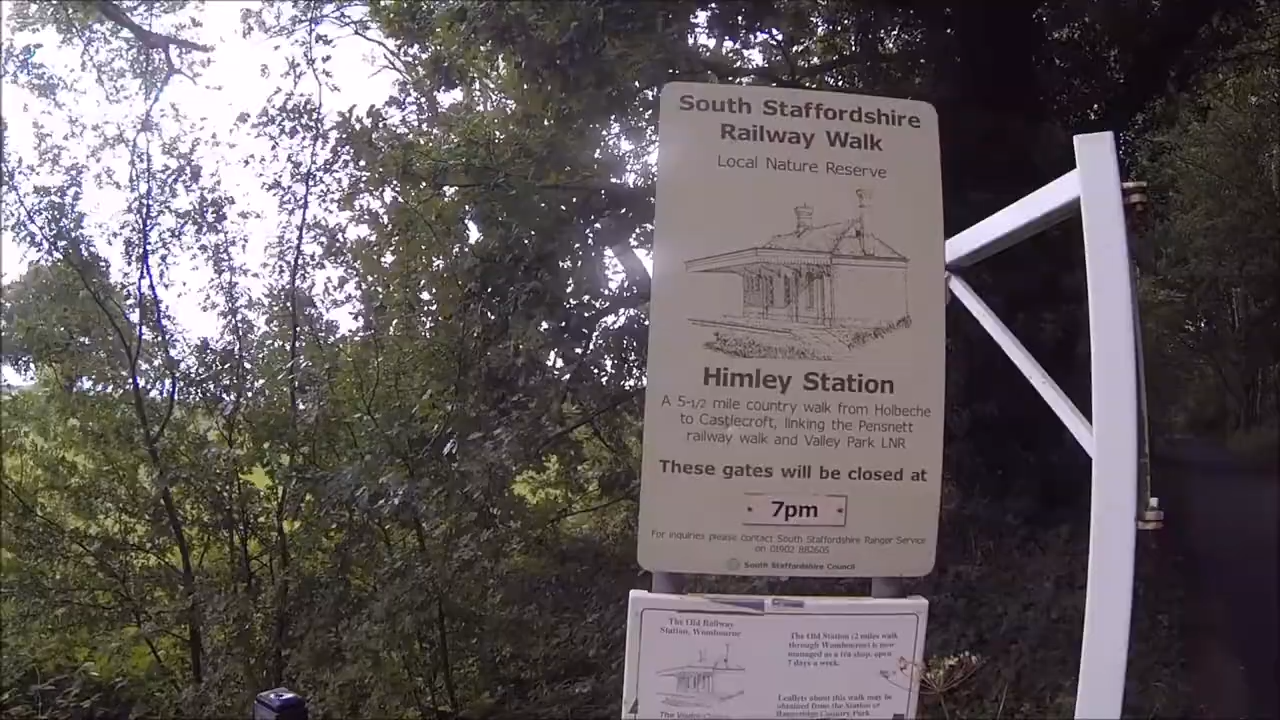 South Staffordshire
Railway Walk
Local Nature Reserve
Himley Station
A 5-1/2 mile country walk from Holbeche
to Castlecroft, linking the Pensnett
railway walk and Valley Park LNR
These gates will be closed at
7pm
For inquiries please contact South Staffordshire Ranger Service
on 01902 882605
South Staffordshire Council
The Old Railway
Station, Wombourne
The Old Station (2 miles walk
through Wombourne) is now
managed as a tea shop, open
7 days a week.
Leaflets about this walk may be
obtained from the Station or
Country Park
The